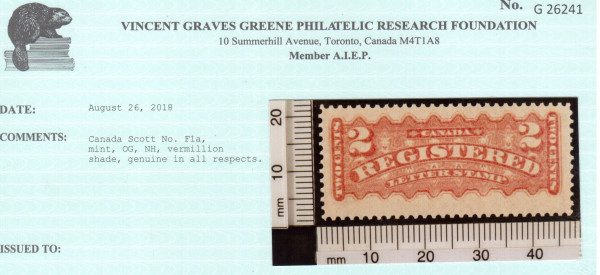 No. G 26241
VINCENT GRAVES GREENE PHILATELIC RESEARCH FOUNDATION
10 Summerhill Avenue, Toronto, Canada M4T1A8
Member A.I.E.P.
DATE: August 26, 2018
COMMENTS: Canada Scott No. F1a,
mint, OG, NH, vermillion
shade, genuine in all respects.
ISSUED TO:
20
10
mm
2 CANADA 2
REGISTERED
LETTER STAMP
TWO CENTS
TWO CENTS
mm 10 20 30 40